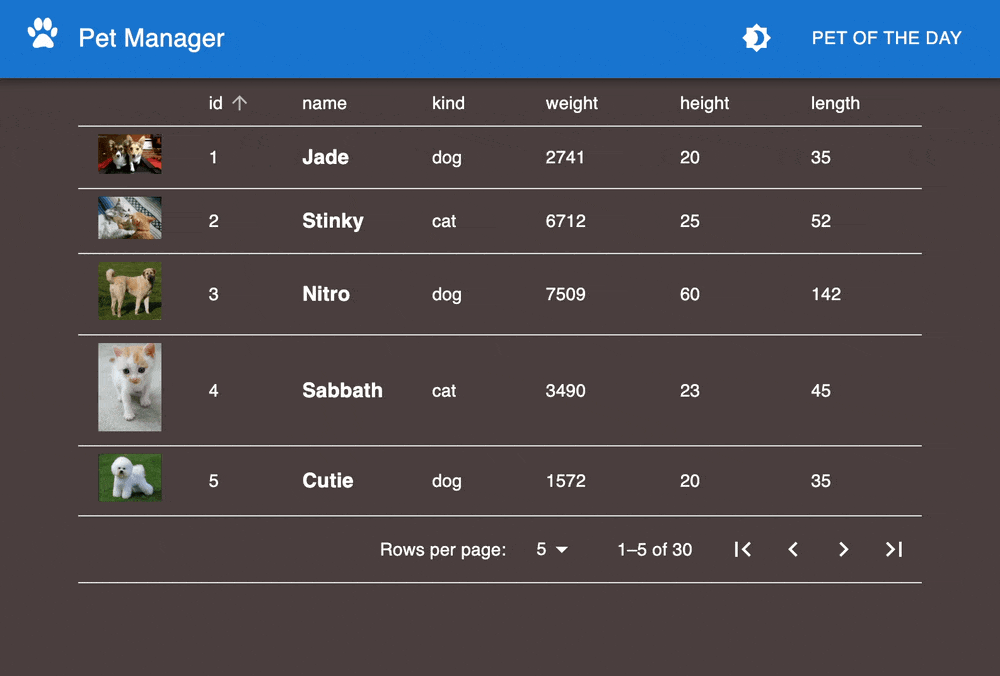 Pet Manager PET OF THE DAY
id name kind weight height length
1 Jade dog 2741 20 35
2 Stinky cat 6712 25 52
3 Nitro dog 7509 60 142
4 Sabbath cat 3490 23 45
5 Cutie dog 1572 20 35
Rows per page: 5 1–5 of 30